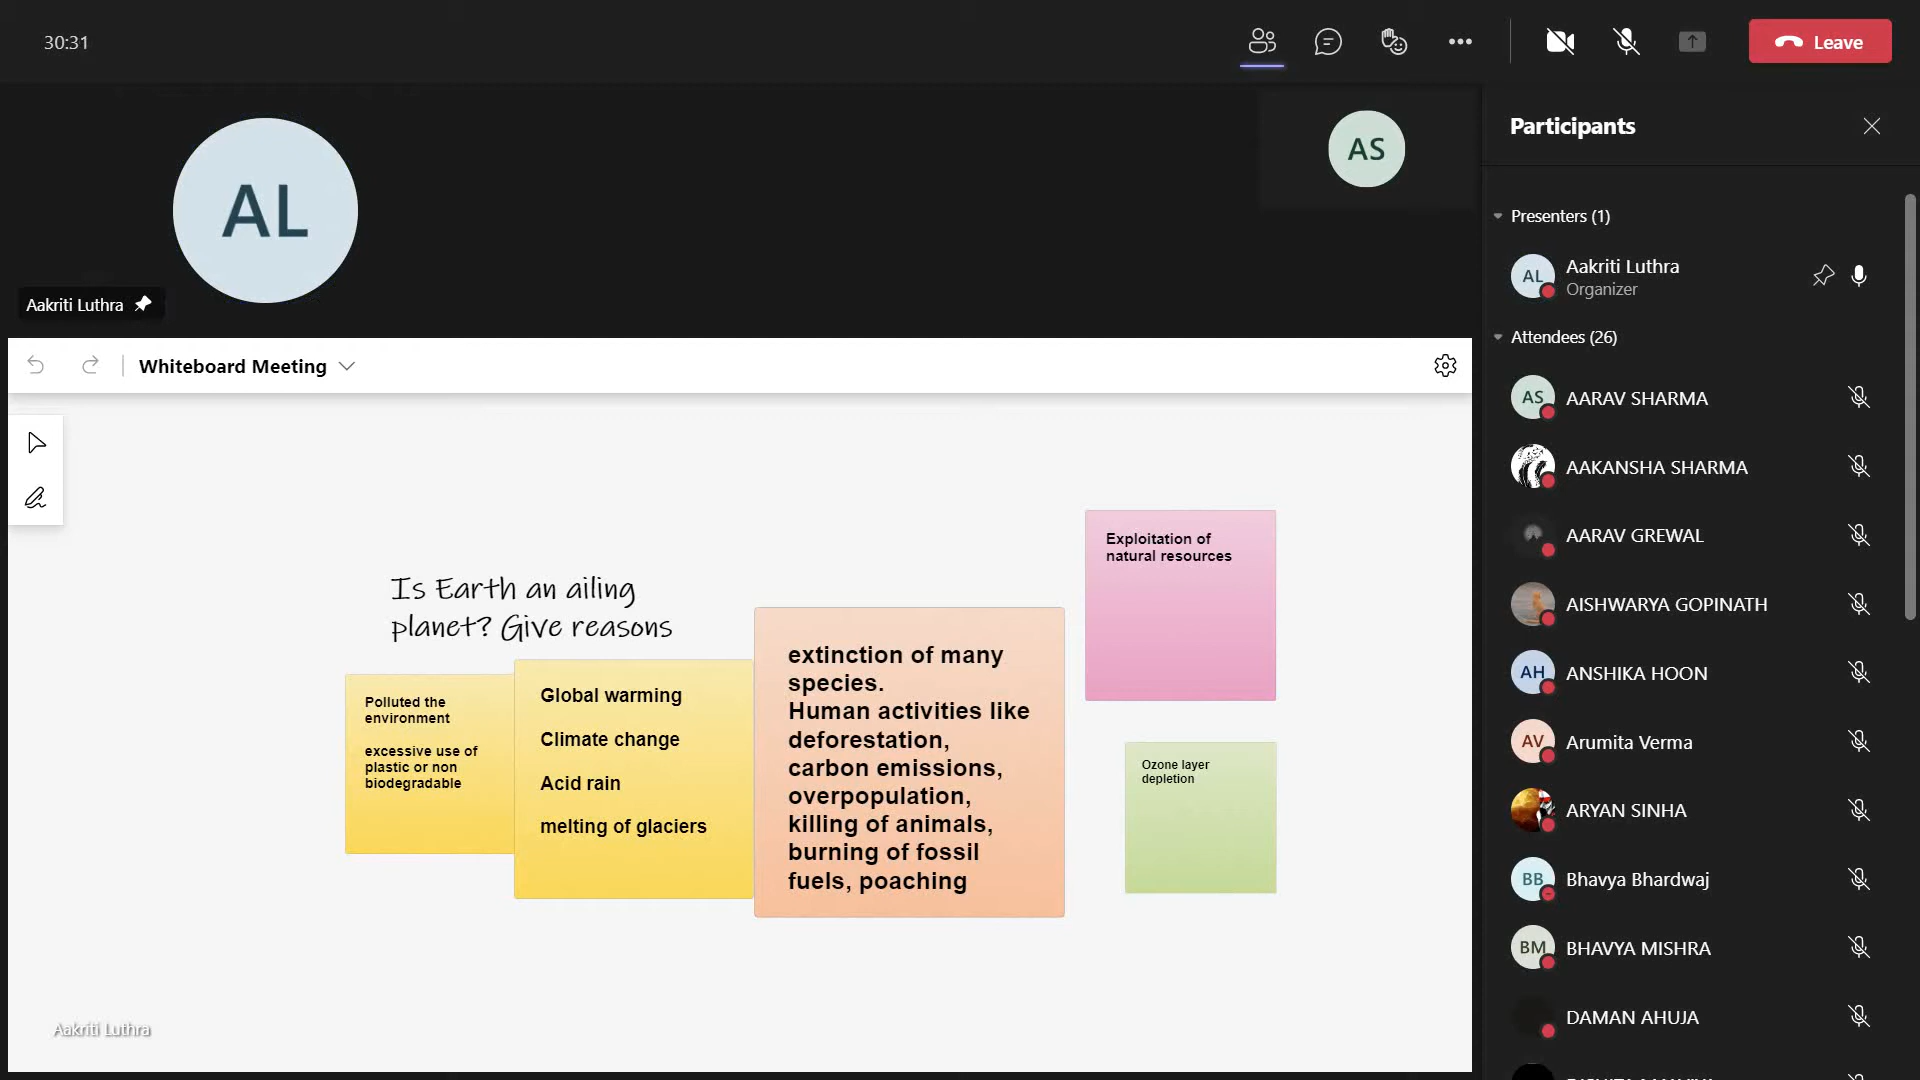 30:31
Leave
AL
AS
Aakriti Luthra
Whiteboard Meeting
Is Earth an ailing
planet? Give reasons
Polluted the
environment
excessive use of
plastic or non
biodegradable
Global warming
Climate change
Acid rain
melting of glaciers
extinction of many
species.
Human activities like
deforestation,
carbon emissions,
overpopulation,
killing of animals,
burning of fossil
fuels, poaching
Exploitation of
natural resources
Ozone layer
depletion
Aakriti Luthra
Participants
Presenters (1)
AL
Aakriti Luthra
Organizer
Attendees (26)
AS
AARAV SHARMA
AAKANSHA SHARMA
AARAV GREWAL
AISHWARYA GOPINATH
AH
ANSHIKA HOON
AV
Arumita Verma
ARYAN SINHA
BB
Bhavya Bhardwaj
BM
BHAVYA MISHRA
DAMAN AHUJA